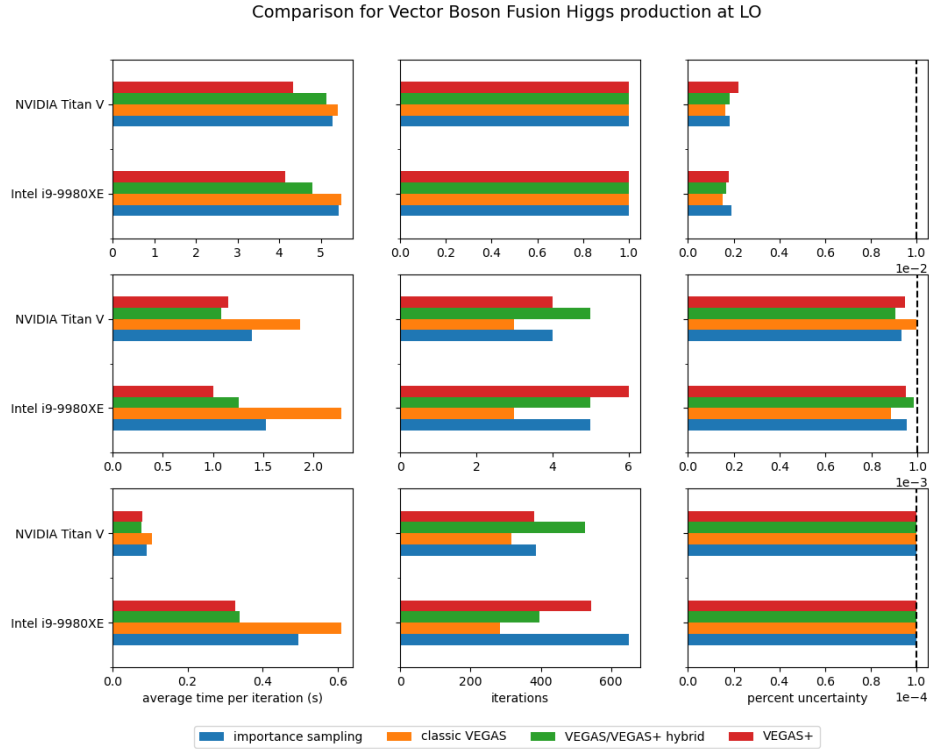 Comparison for Vector Boson Fusion Higgs production at LO
NVIDIA Titan V
Intel i9-9980XE
0 1 2 3 4 5
0.0 0.2 0.4 0.6 0.8 1.0
0.0 0.2 0.4 0.6 0.8 1.0
1e-2
NVIDIA Titan V
Intel i9-9980XE
0.0 0.5 1.0 1.5 2.0
0 2 4 6
0.0 0.2 0.4 0.6 0.8 1.0
1e-3
NVIDIA Titan V
Intel i9-9980XE
0.0 0.2 0.4 0.6
0 200 400 600
0.0 0.2 0.4 0.6 0.8 1.0
1e-4
average time per iteration (s)
iterations
percent uncertainty
importance sampling classic VEGAS VEGAS/VEGAS+ hybrid VEGAS+